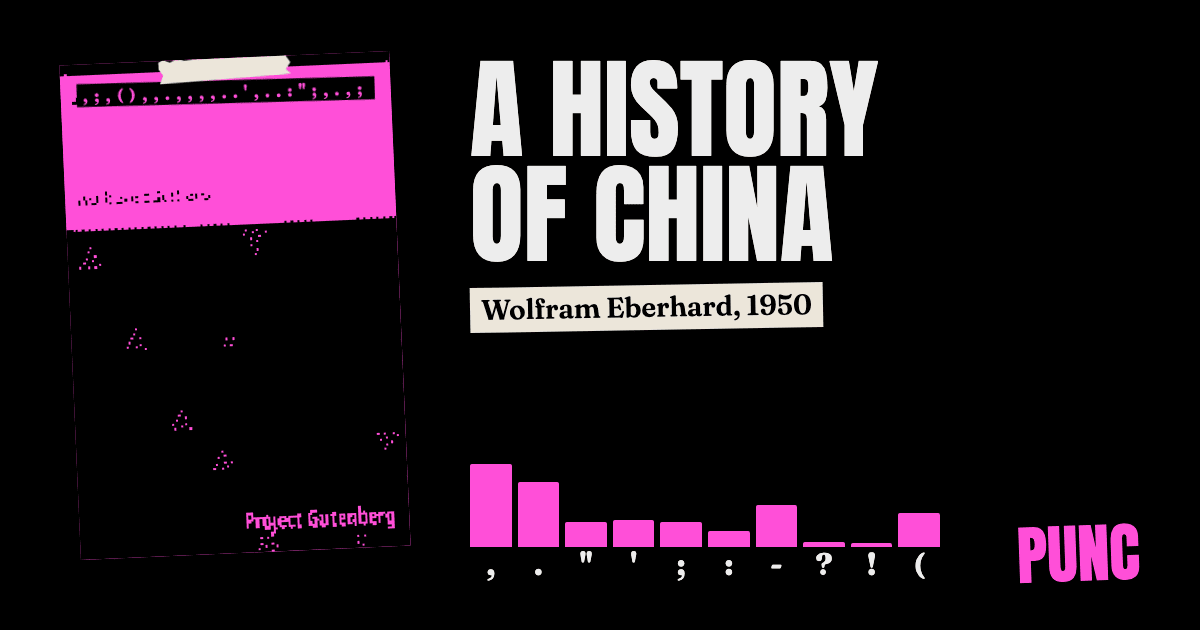 ,;,(),,.,,,,..',..:";,.,;
A HISTORY
OF CHINA
Wolfram Eberhard, 1950
Project Gutenberg
, . " ' ; : - ? ! (
PUNC